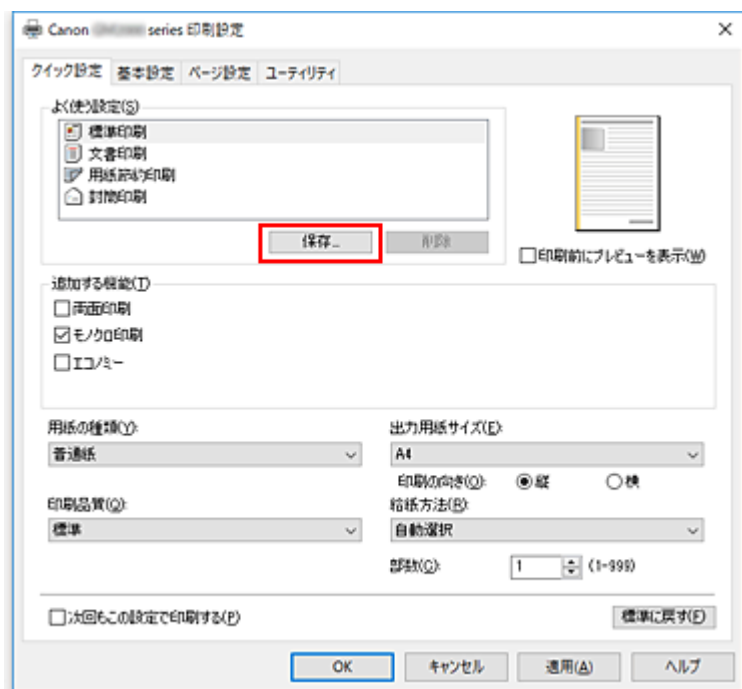 Canon series 印刷設定
クイック設定 基本設定 ページ設定 ユーティリティ
よく使う設定(S)
標準印刷
文書印刷
用紙節約印刷
封筒印刷
保存... 削除
印刷前にプレビューを表示(W)
追加する機能(T)
両面印刷
モノクロ印刷
エコノミー
用紙の種類(Y):
普通紙
出力用紙サイズ(E):
A4
印刷の向き(O): 縦 横
印刷品質(Q):
標準
給紙方法(R):
自動選択
部数(C): 1 (1-999)
次回もこの設定で印刷する(P)
標準に戻す(F)
OK キャンセル 適用(A) ヘルプ